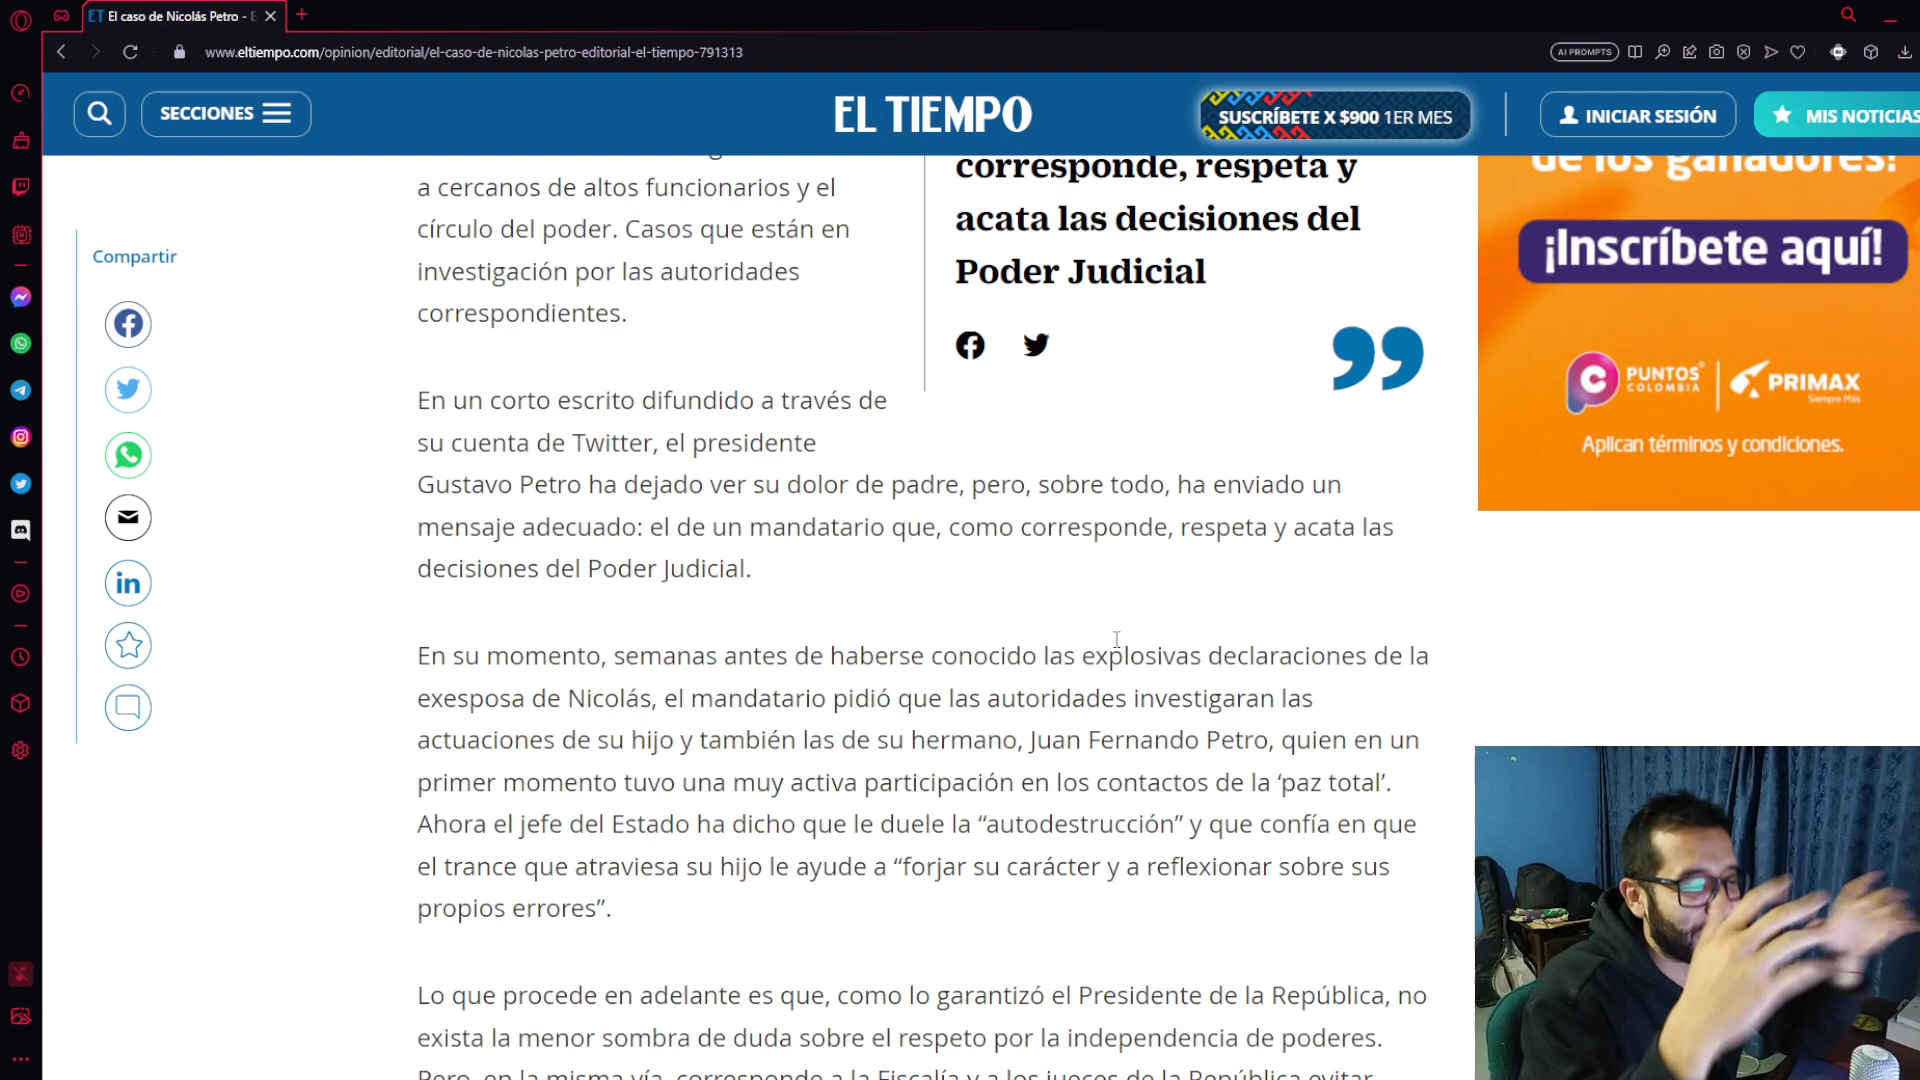 ET El caso de Nicolás Petro - E
www.eltiempo.com/opinion/editorial/el-caso-de-nicolas-petro-editorial-el-tiempo-791313
AI PROMPTS
SECCIONES
EL TIEMPO
SUSCRÍBETE X $900 1ER MES
INICIAR SESIÓN
MIS NOTICIAS
Compartir
a cercanos de altos funcionarios y el
círculo del poder. Casos que están en
investigación por las autoridades
correspondientes.
corresponde, respeta y
acata las decisiones del
Poder Judicial
En un corto escrito difundido a través de
su cuenta de Twitter, el presidente
Gustavo Petro ha dejado ver su dolor de padre, pero, sobre todo, ha enviado un
mensaje adecuado: el de un mandatario que, como corresponde, respeta y acata las
decisiones del Poder Judicial.
En su momento, semanas antes de haberse conocido las explosivas declaraciones de la
exesposa de Nicolás, el mandatario pidió que las autoridades investigaran las
actuaciones de su hijo y también las de su hermano, Juan Fernando Petro, quien en un
primer momento tuvo una muy activa participación en los contactos de la ‘paz total’.
Ahora el jefe del Estado ha dicho que le duele la “autodestrucción” y que confía en que
el trance que atraviesa su hijo le ayude a “forjar su carácter y a reflexionar sobre sus
propios errores”.
Lo que procede en adelante es que, como lo garantizó el Presidente de la República, no
exista la menor sombra de duda sobre el respeto por la independencia de poderes.
Pero, en la misma vía, corresponde a la Fiscalía y a los jueces de la República evitar
de los ganadores!
¡Inscríbete aquí!
PUNTOS
COLOMBIA
PRIMAX
Siempre Más
Aplican términos y condiciones.